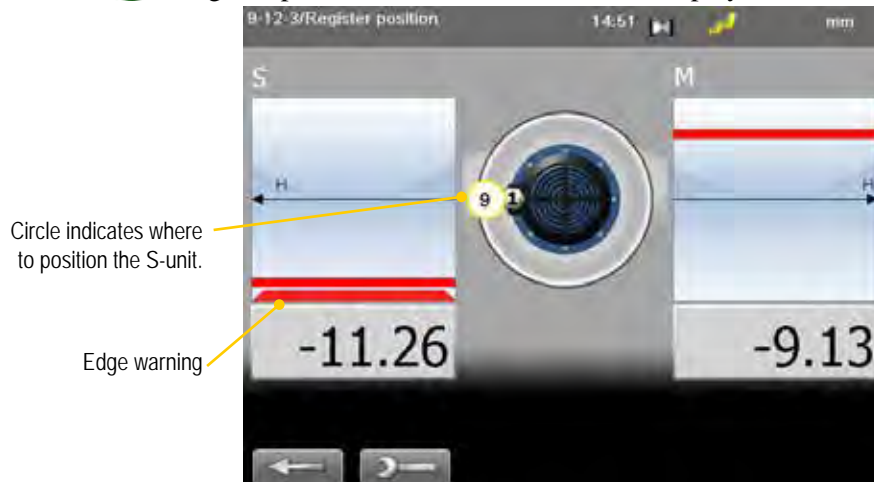 9-12-3/Register position 14:51 mm
S M
H H
9 1
Circle indicates where
to position the S-unit.
Edge warning
-11.26 -9.13